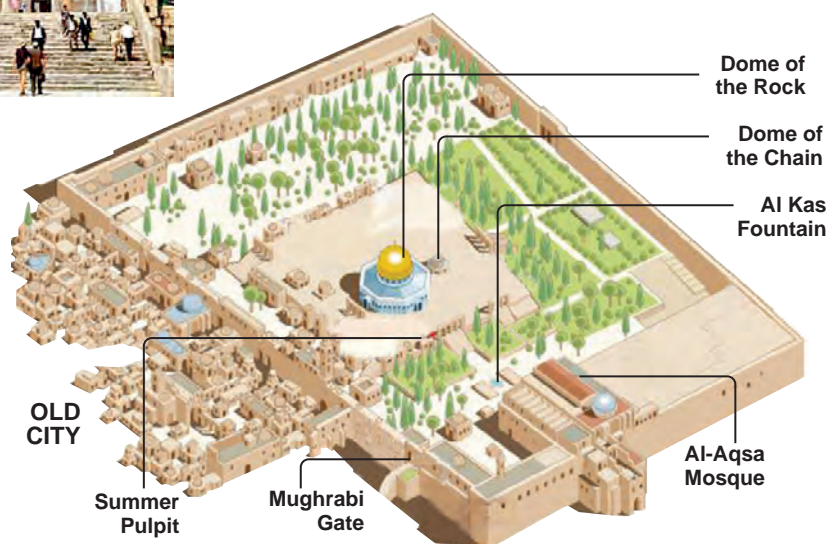 Dome of
the Rock
Dome of
the Chain
Al Kas
Fountain
OLD
CITY
Summer
Pulpit
Mughrabi
Gate
Al-Aqsa
Mosque